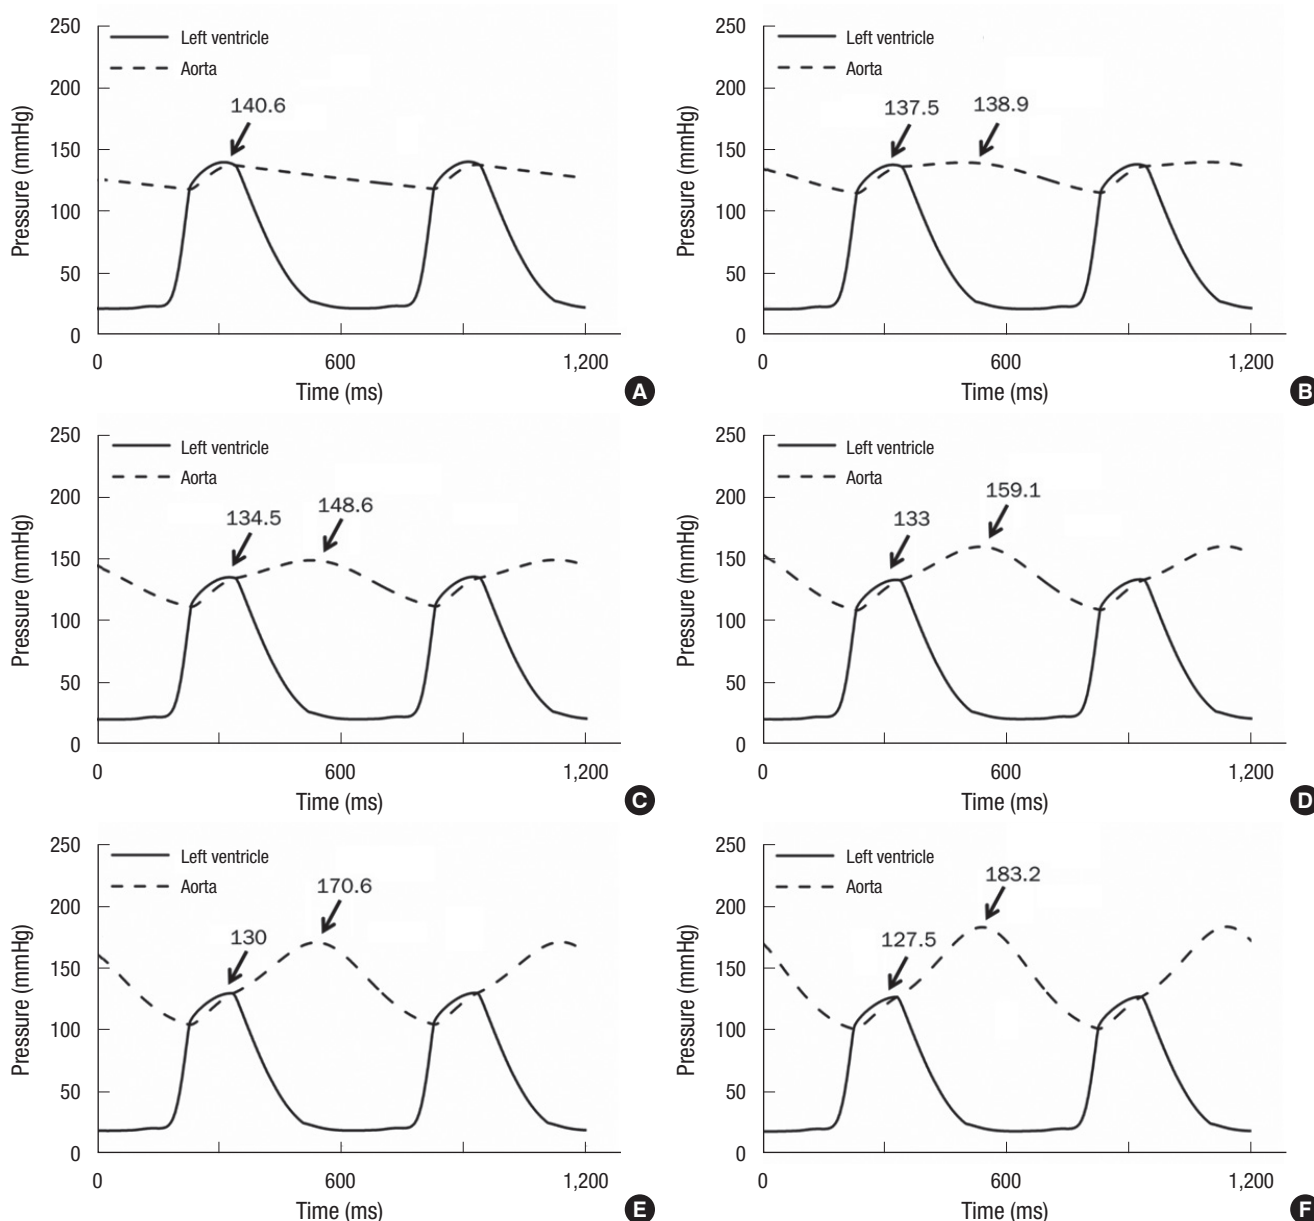 250
200
150
100
50
0
Pressure (mmHg)
Left ventricle
Aorta
140.6
0
600
1,200
Time (ms)
A
250
200
150
100
50
0
Pressure (mmHg)
Left ventricle
Aorta
137.5
138.9
0
600
1,200
Time (ms)
B
250
200
150
100
50
0
Pressure (mmHg)
Left ventricle
Aorta
134.5
148.6
0
600
1,200
Time (ms)
C
250
200
150
100
50
0
Pressure (mmHg)
Left ventricle
Aorta
133
159.1
0
600
1,200
Time (ms)
D
250
200
150
100
50
0
Pressure (mmHg)
Left ventricle
Aorta
130
170.6
0
600
1,200
Time (ms)
E
250
200
150
100
50
0
Pressure (mmHg)
Left ventricle
Aorta
127.5
183.2
0
600
1,200
Time (ms)
F